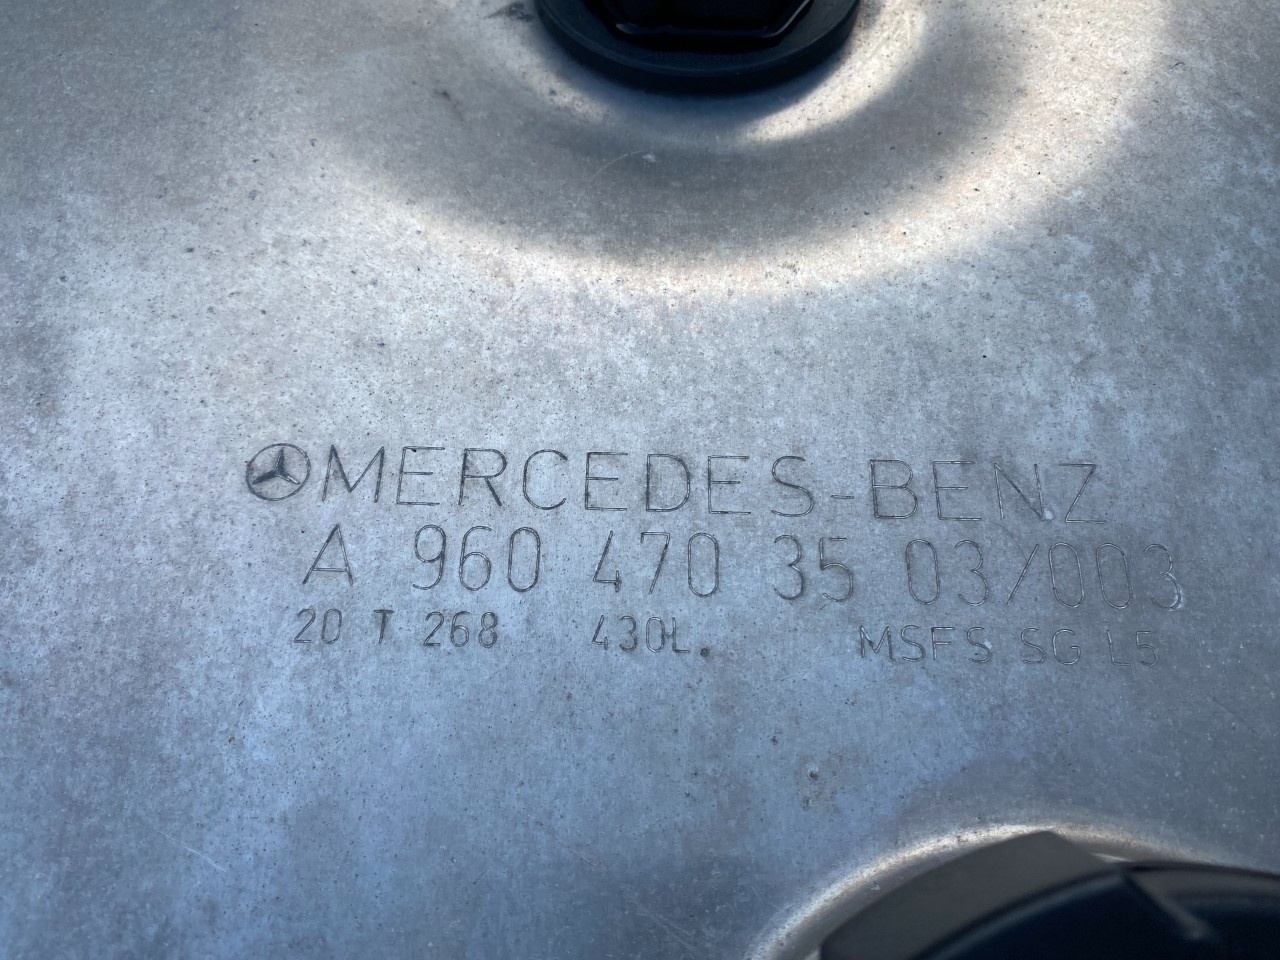 MERCEDES-BENZ
A 960 470 35 03/003
20 T 268 430L. MSFS SG L5